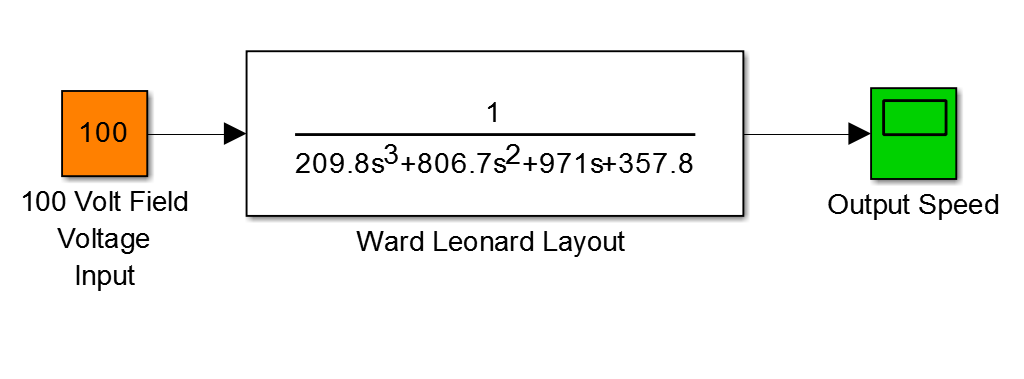 100
100 Volt Field
Voltage
Input
1
209.8s³+806.7s²+971s+357.8
Ward Leonard Layout
Output Speed